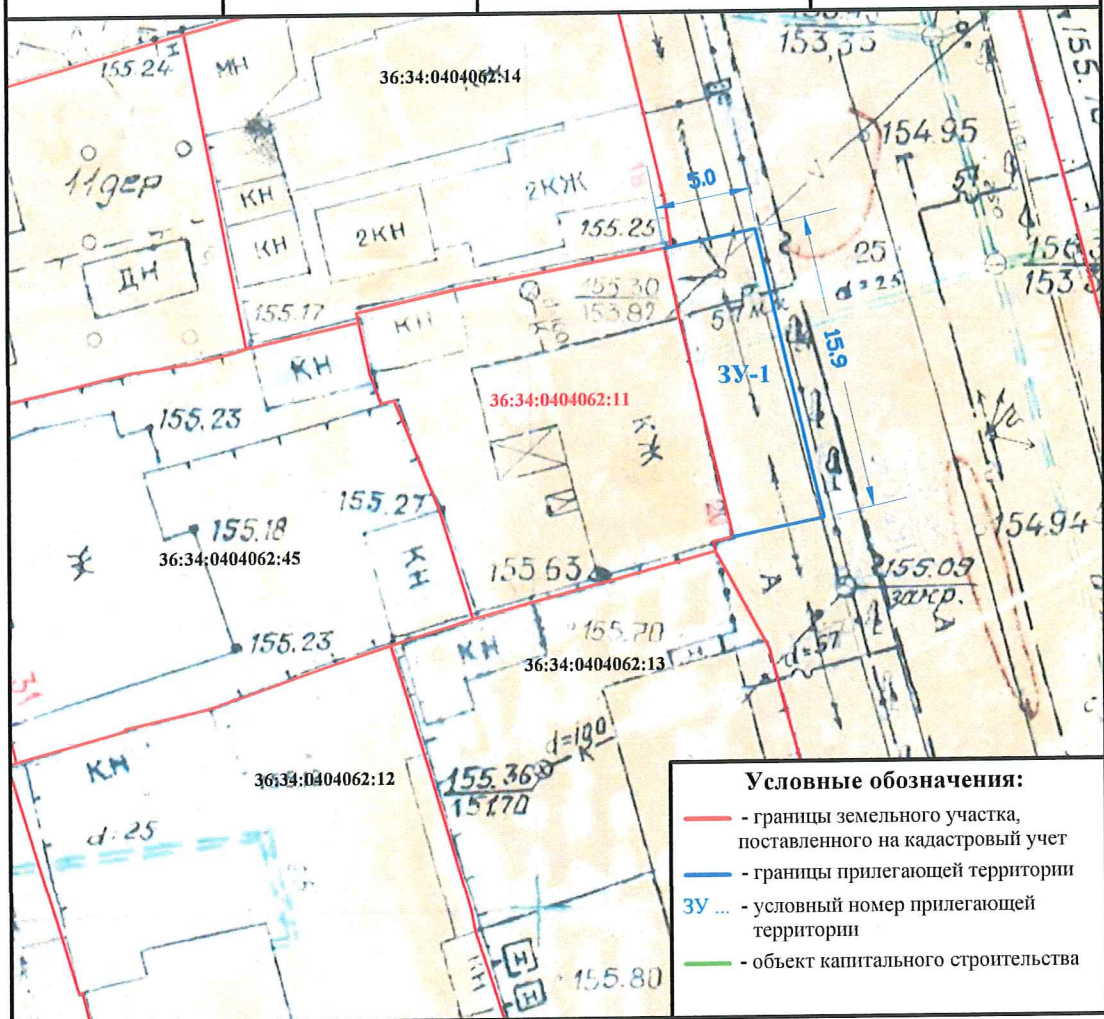 155.24
МН
36:34:0404062:14
153,55
154.95
11дер
КН
КН
2КН
2КЖ
5.0
155.25
25
d=25
ДН
155.17
155.30
153.82
КН
57м
15.9
ЗУ-1
КН
155.23
36:34:0404062:11
КЖ
155.27
155.18
36:34:0404062:45
Ж
КН
154.94
155.63
155.09
закр.
А
А
155.23
КН
155.70
Н
36:34:0404062:13
d=57
31
КН
36:34:0404062:12
d=100
К
155.36
151.70
d=25
Н
Н
КН
155.80
Условные обозначения:
- границы земельного участка,
поставленного на кадастровый учет
- границы прилегающей территории
ЗУ ... - условный номер прилегающей
территории
- объект капитального строительства